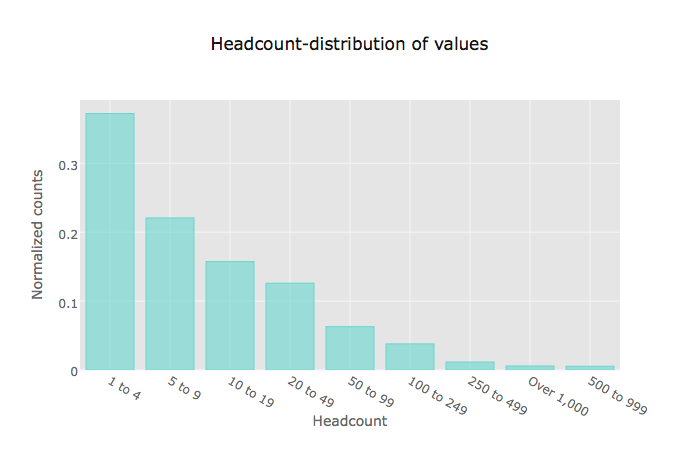 Headcount-distribution of values
Normalized counts
0.3
0.2
0.1
0
1 to 4
5 to 9
10 to 19
20 to 49
50 to 99
100 to 249
250 to 499
Over 1,000
500 to 999
Headcount